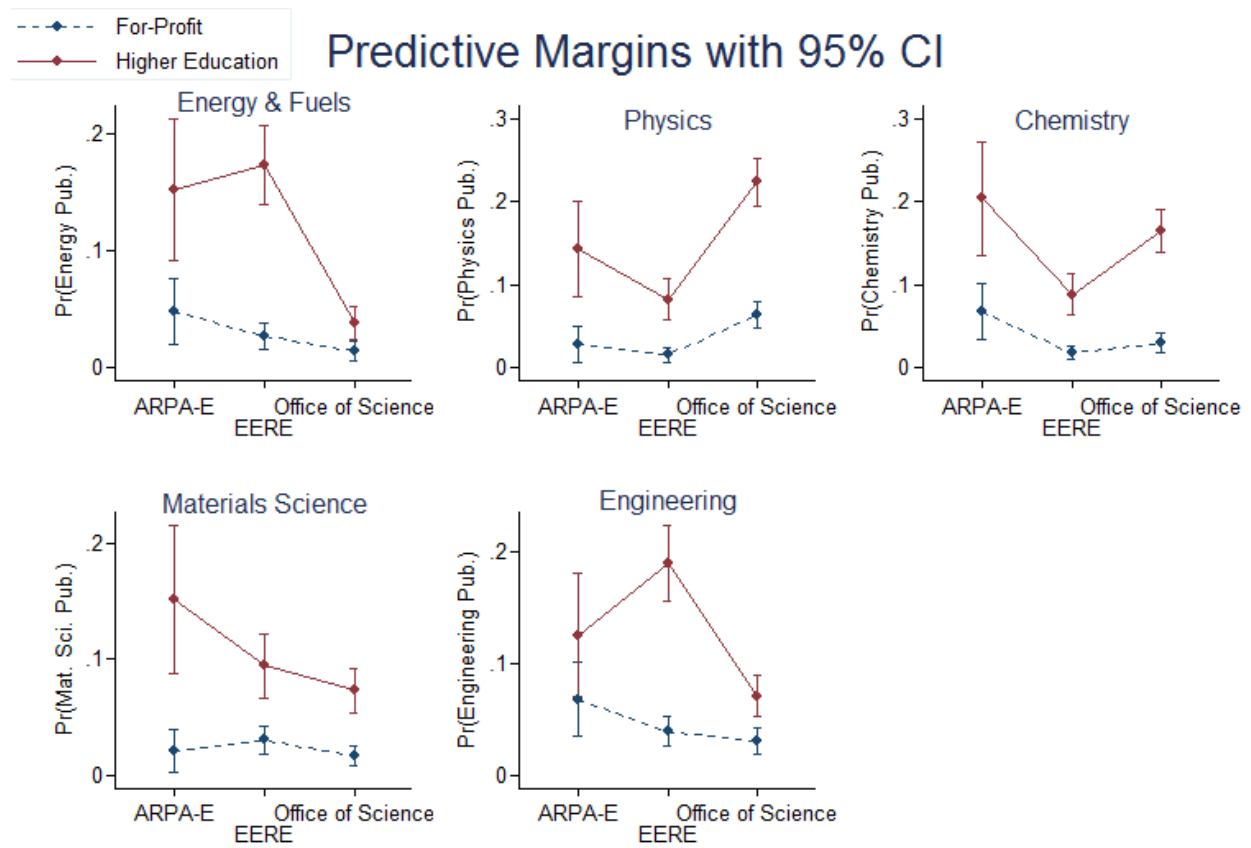 For-Profit
Higher Education
Predictive Margins with 95% CI
Energy & Fuels
Pr(Energy Pub.)
.2
.1
0
ARPA-E
EERE
Office of Science
Physics
Pr(Physics Pub.)
.3
.2
.1
0
ARPA-E
EERE
Office of Science
Chemistry
Pr(Chemistry Pub.)
.3
.2
.1
0
ARPA-E
EERE
Office of Science
Materials Science
Pr(Mat. Sci. Pub.)
.2
.1
0
ARPA-E
EERE
Office of Science
Engineering
Pr(Engineering Pub.)
.2
.1
0
ARPA-E
EERE
Office of Science